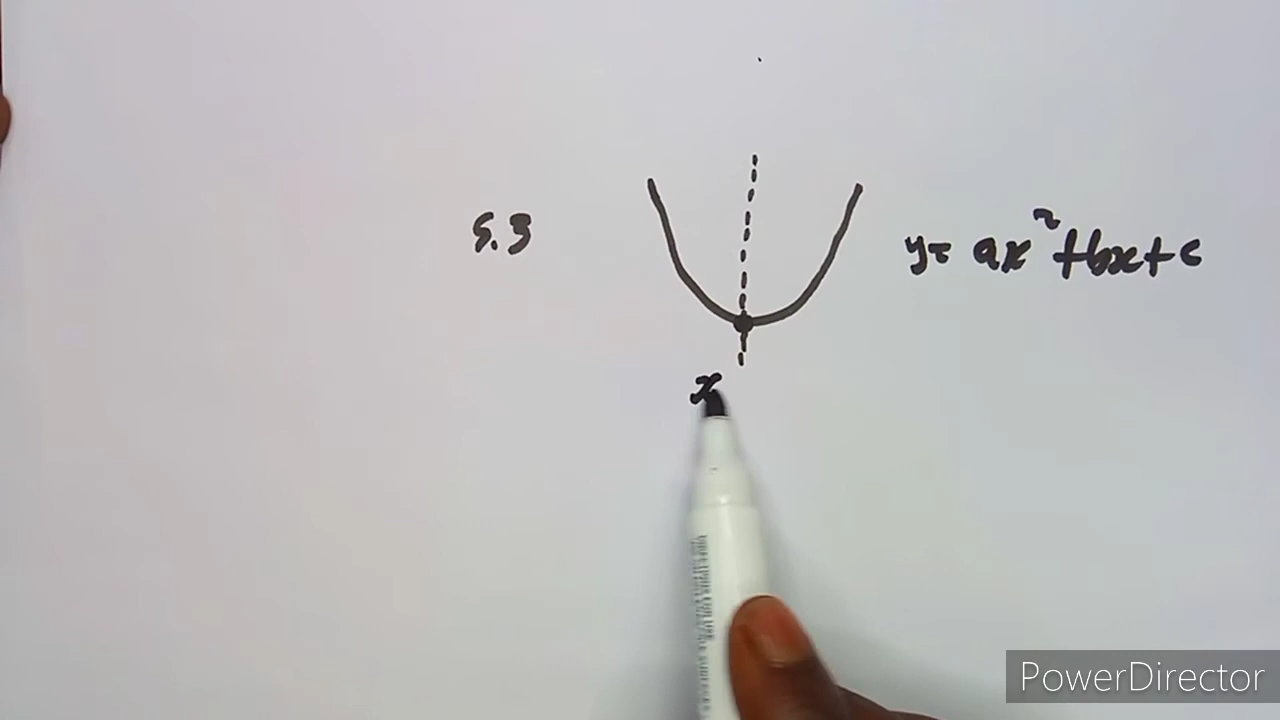 5.3
y = ax² + bx + c
x
PowerDirector